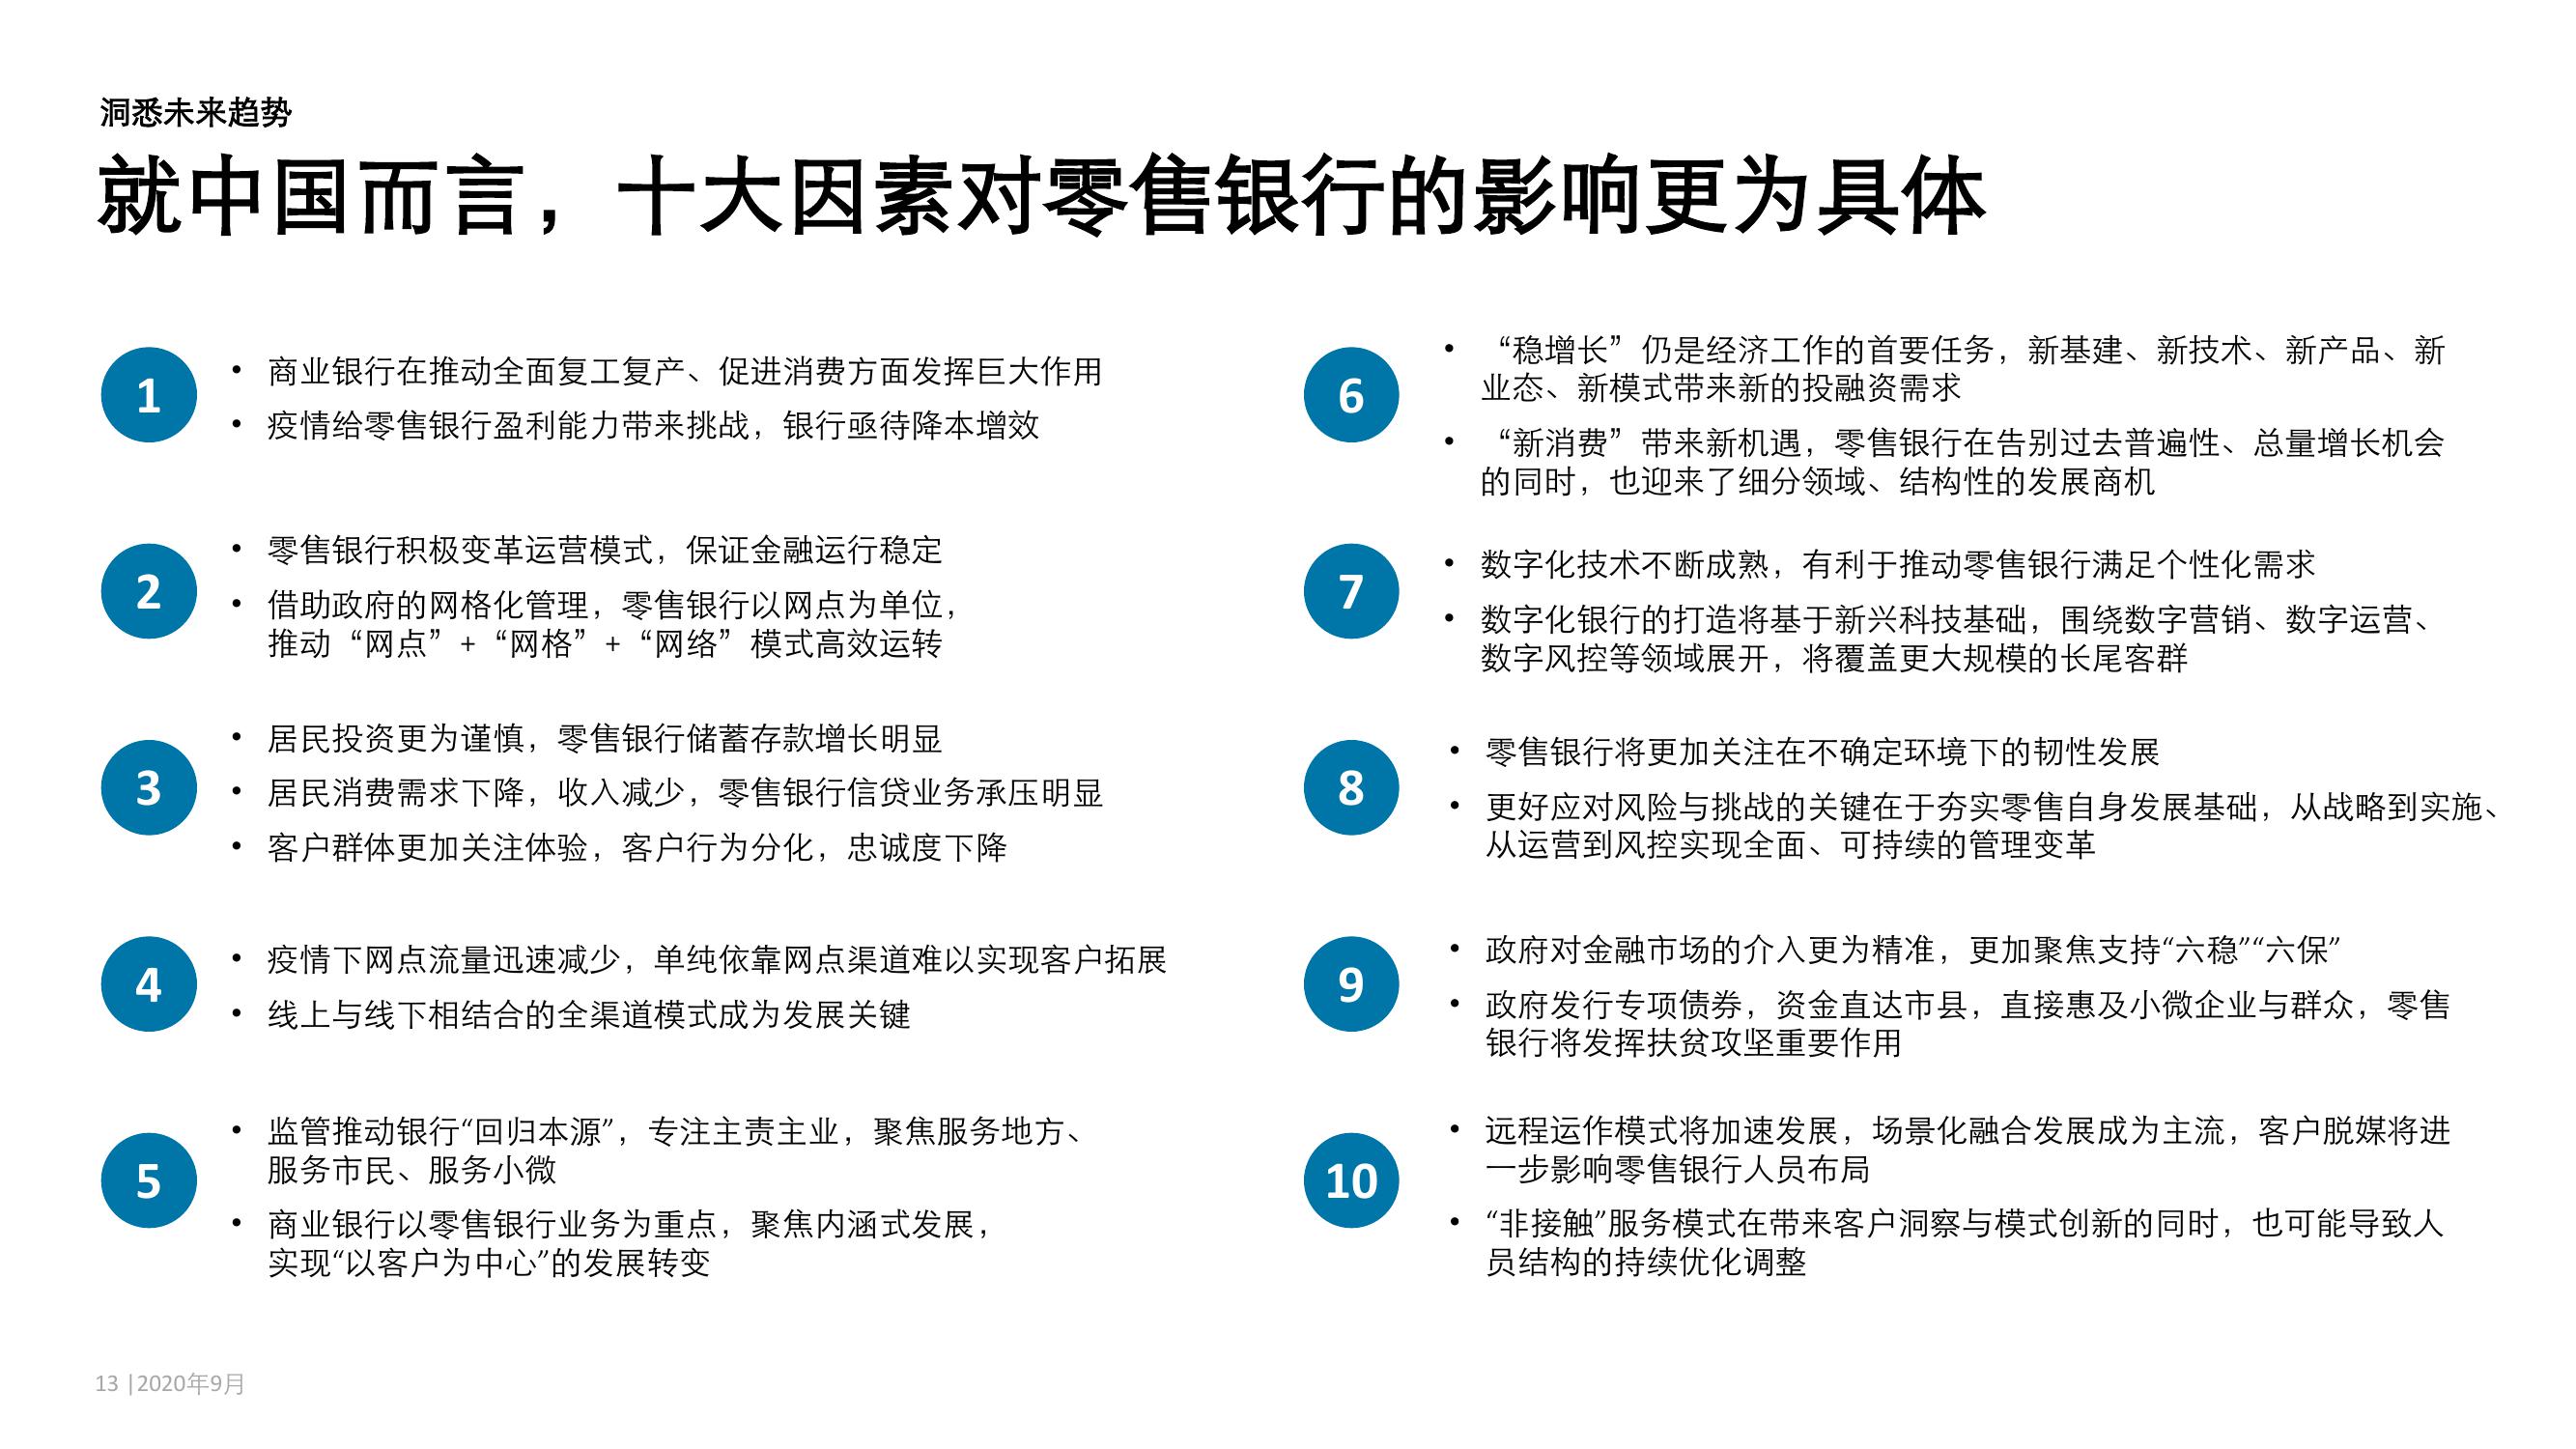 洞悉未来趋势
就中国而言，十大因素对零售银行的影响更为具体
1
• 商业银行在推动全面复工复产、促进消费方面发挥巨大作用
• 疫情给零售银行盈利能力带来挑战，银行亟待降本增效
2
• 零售银行积极变革运营模式，保证金融运行稳定
• 借助政府的网格化管理，零售银行以网点为单位，
推动“网点”+“网格”+“网络”模式高效运转
3
• 居民投资更为谨慎，零售银行储蓄存款增长明显
• 居民消费需求下降，收入减少，零售银行信贷业务承压明显
• 客户群体更加关注体验，客户行为分化，忠诚度下降
4
• 疫情下网点流量迅速减少，单纯依靠网点渠道难以实现客户拓展
• 线上与线下相结合的全渠道模式成为发展关键
5
• 监管推动银行“回归本源”，专注主责主业，聚焦服务地方、
服务市民、服务小微
• 商业银行以零售银行业务为重点，聚焦内涵式发展，
实现“以客户为中心”的发展转变
6
• “稳增长”仍是经济工作的首要任务，新基建、新技术、新产品、新
业态、新模式带来新的投融资需求
• “新消费”带来新机遇，零售银行在告别过去普遍性、总量增长机会
的同时，也迎来了细分领域、结构性的发展商机
7
• 数字化技术不断成熟，有利于推动零售银行满足个性化需求
• 数字化银行的打造将基于新兴科技基础，围绕数字营销、数字运营、
数字风控等领域展开，将覆盖更大规模的长尾客群
8
• 零售银行将更加关注在不确定环境下的韧性发展
• 更好应对风险与挑战的关键在于夯实零售自身发展基础，从战略到实施、
从运营到风控实现全面、可持续的管理变革
9
• 政府对金融市场的介入更为精准，更加聚焦支持“六稳”“六保”
• 政府发行专项债券，资金直达市县，直接惠及小微企业与群众，零售
银行将发挥扶贫攻坚重要作用
10
• 远程运作模式将加速发展，场景化融合发展成为主流，客户脱媒将进
一步影响零售银行人员布局
• “非接触”服务模式在带来客户洞察与模式创新的同时，也可能导致人
员结构的持续优化调整
13 |2020年9月